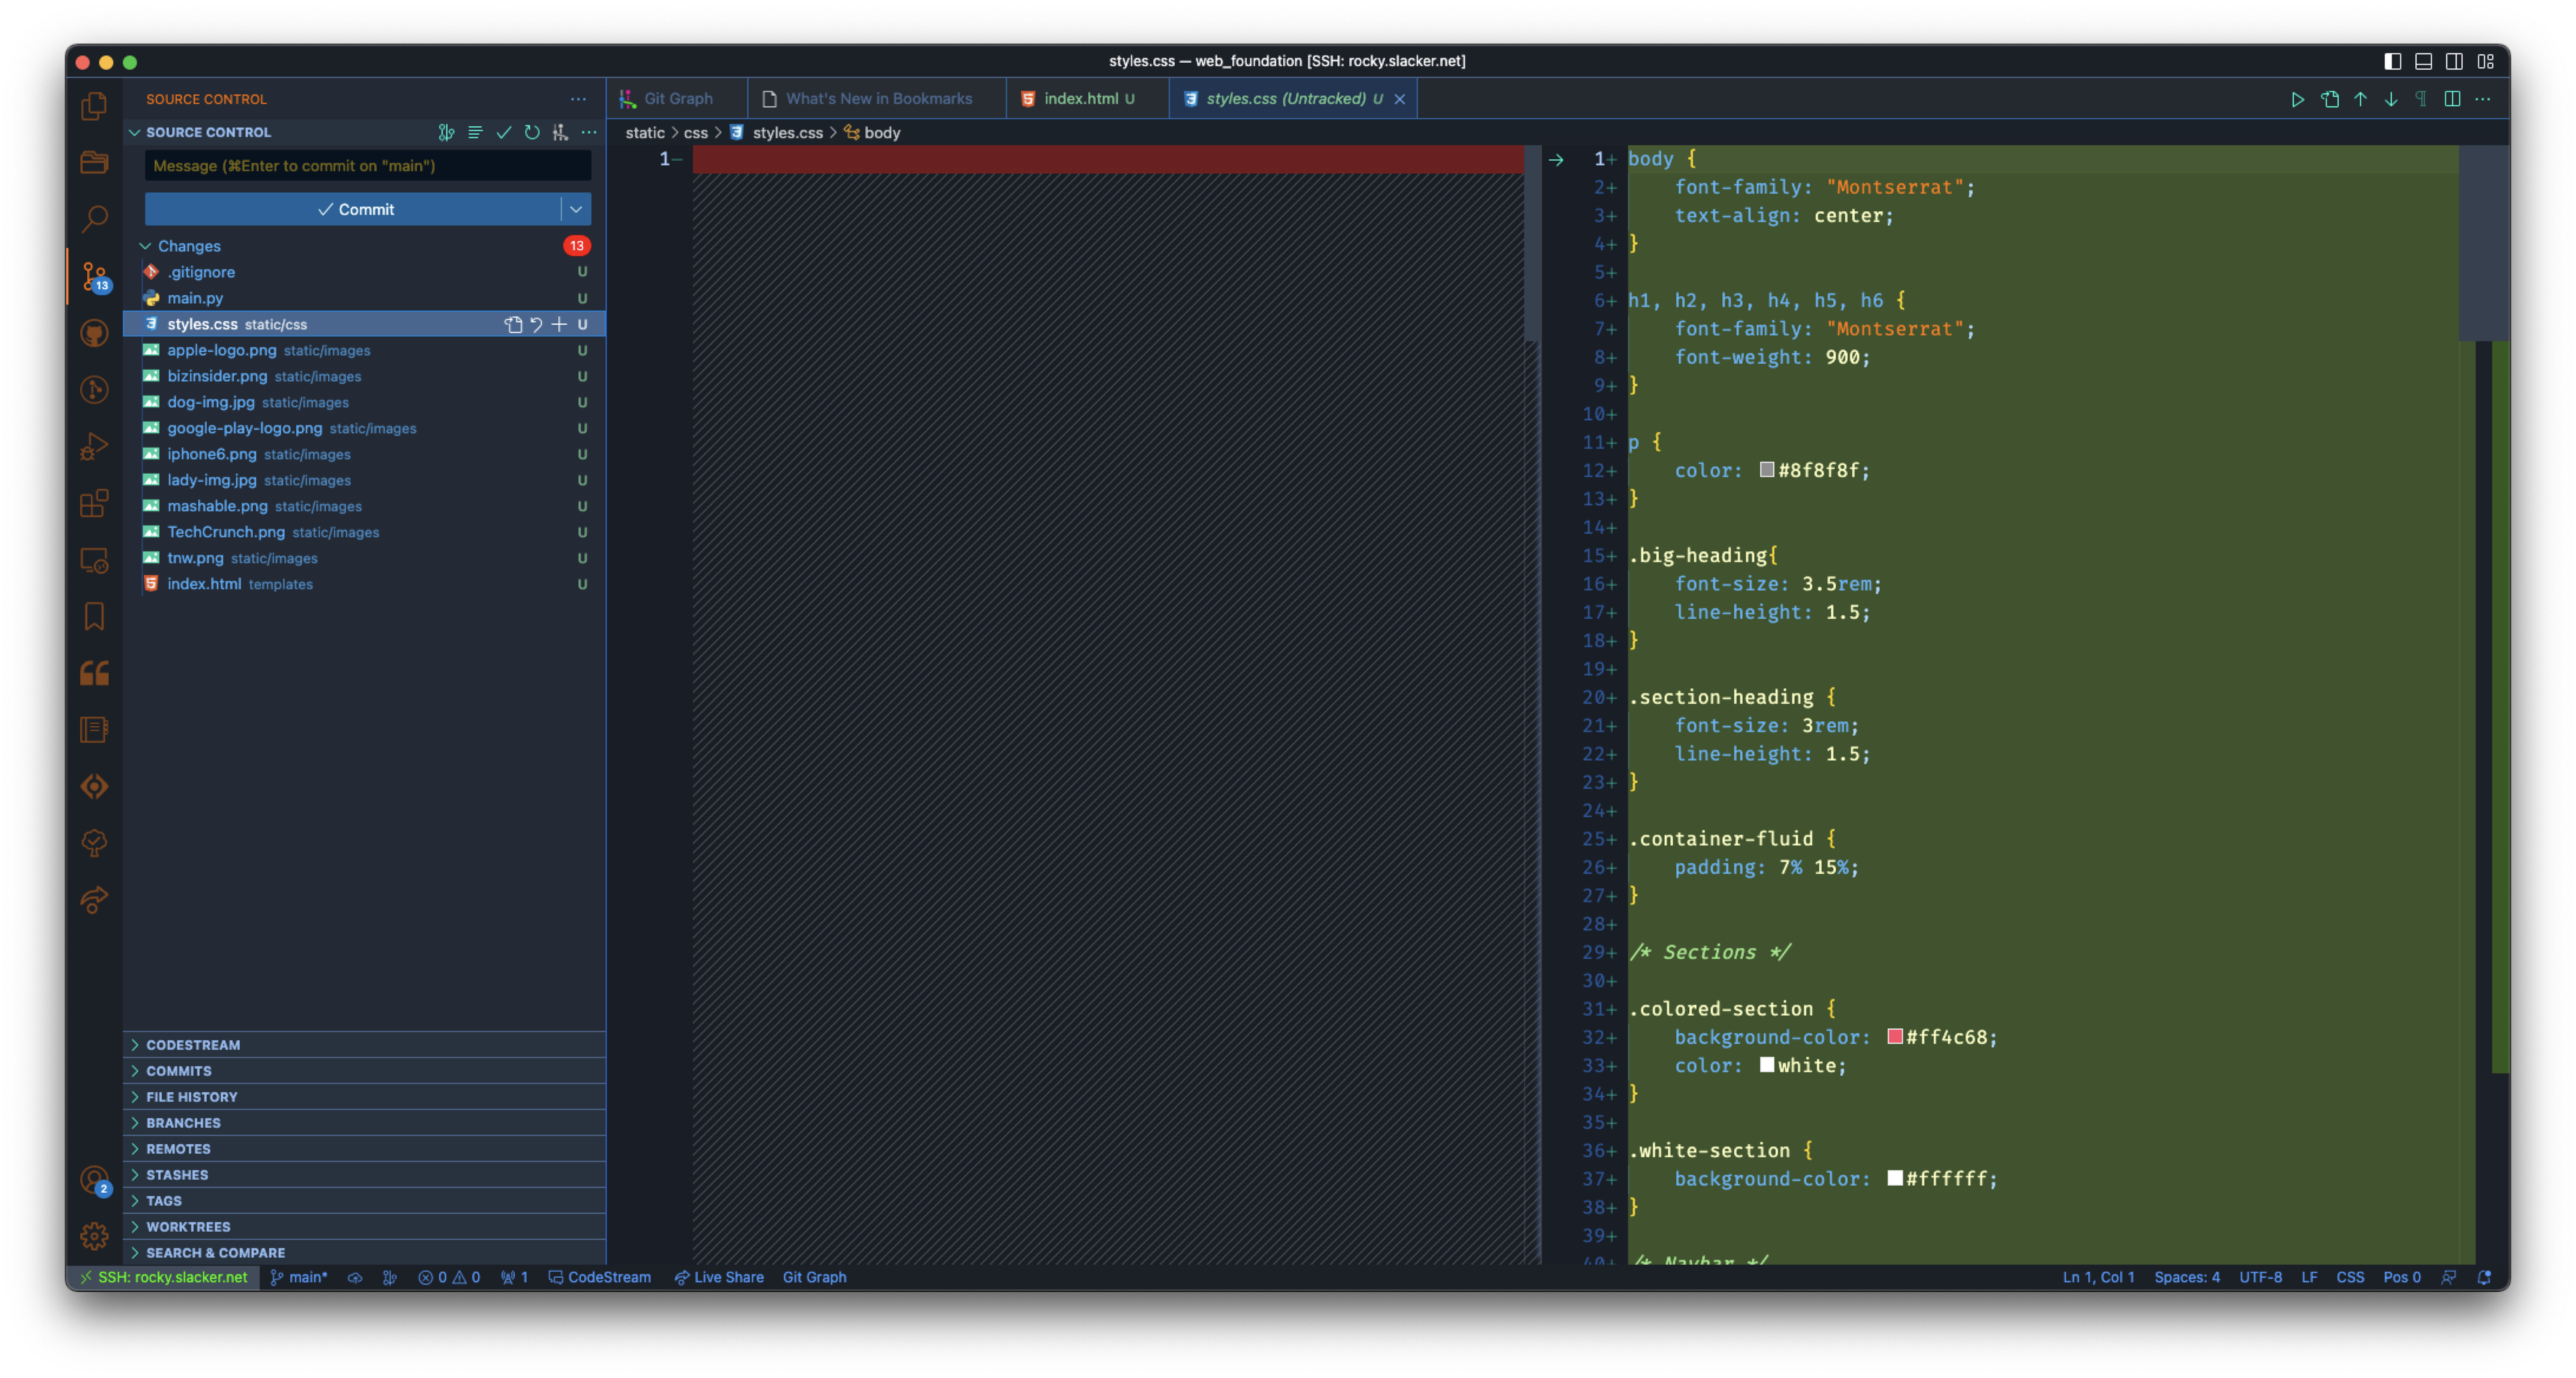 styles.css — web_foundation [SSH: rocky.slacker.net]
SOURCE CONTROL
SOURCE CONTROL
Message (⌘Enter to commit on "main")
Commit
Changes 13
.gitignore U
main.py U
styles.css static/css U
apple-logo.png static/images U
bizinsider.png static/images U
dog-img.jpg static/images U
google-play-logo.png static/images U
iphone6.png static/images U
lady-img.jpg static/images U
mashable.png static/images U
TechCrunch.png static/images U
tnw.png static/images U
index.html templates U
13
2
CODESTREAM
COMMITS
FILE HISTORY
BRANCHES
REMOTES
STASHES
TAGS
WORKTREES
SEARCH & COMPARE
Git Graph What's New in Bookmarks index.html U styles.css (Untracked) U
static > css > styles.css > body
1−
1+ body {
2+ font-family: "Montserrat";
3+ text-align: center;
4+ }
5+
6+ h1, h2, h3, h4, h5, h6 {
7+ font-family: "Montserrat";
8+ font-weight: 900;
9+ }
10+
11+ p {
12+ color: #8f8f8f;
13+ }
14+
15+ .big-heading{
16+ font-size: 3.5rem;
17+ line-height: 1.5;
18+ }
19+
20+ .section-heading {
21+ font-size: 3rem;
22+ line-height: 1.5;
23+ }
24+
25+ .container-fluid {
26+ padding: 7% 15%;
27+ }
28+
29+ /* Sections */
30+
31+ .colored-section {
32+ background-color: #ff4c68;
33+ color: white;
34+ }
35+
36+ .white-section {
37+ background-color: #ffffff;
38+ }
39+
40+ /* Navbar */
SSH: rocky.slacker.net main* 0 0 1 CodeStream Live Share Git Graph Ln 1, Col 1 Spaces: 4 UTF-8 LF CSS Pos 0